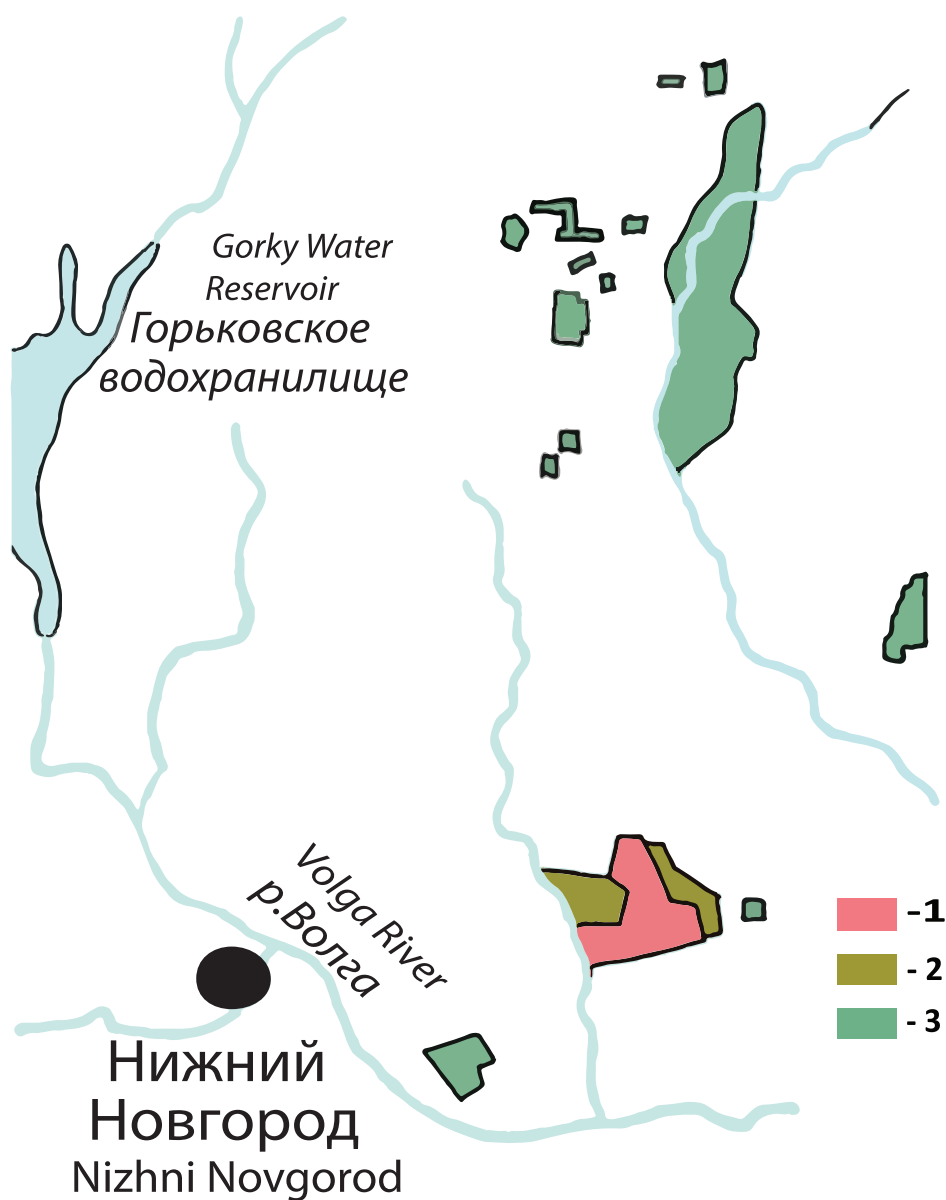 Gorky Water
Reservoir
Горьковское
водохранилище
Volga River
р.Волга
-1
- 2
- 3
Нижний
Новгород
Nizhni Novgorod